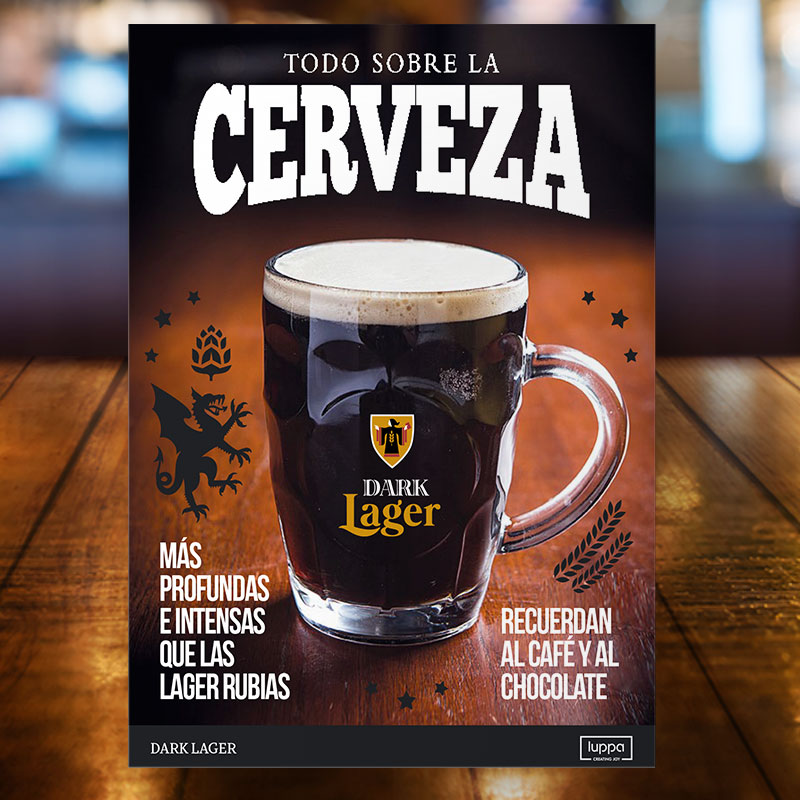 TODO SOBRE LA
CERVEZA
DARK
Lager
MÁS
PROFUNDAS
E INTENSAS
QUE LAS
LAGER RUBIAS
RECUERDAN
AL CAFÉ Y AL
CHOCOLATE
DARK LAGER
luppa
CREATING JOY